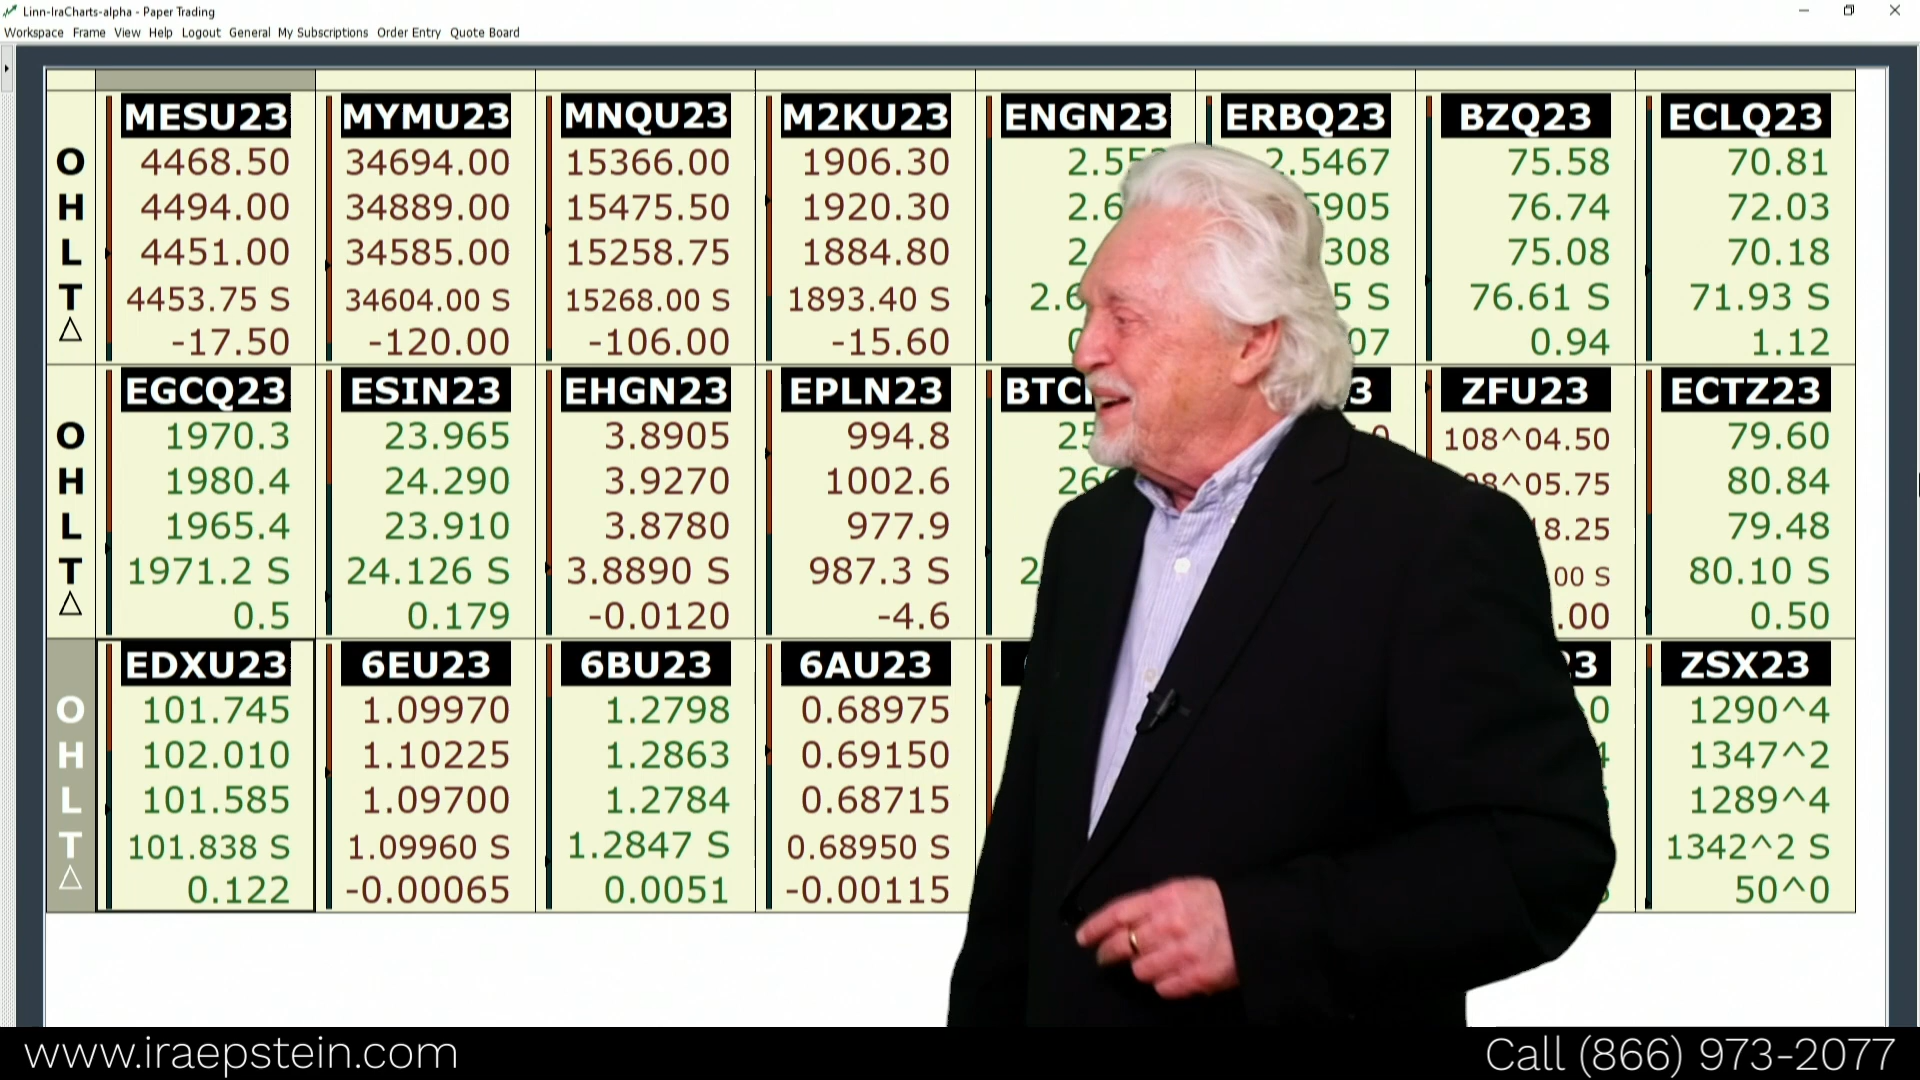 Linn-IraCharts-alpha - Paper Trading
Workspace Frame View Help Logout General My Subscriptions Order Entry Quote Board
MESU23 MYMU23 MNQU23 M2KU23 ENGN23 ERBQ23 BZQ23 ECLQ23
O 4468.50 34694.00 15366.00 1906.30 2.5467 75.58 70.81
H 4494.00 34889.00 15475.50 1920.30 76.74 72.03
L 4451.00 34585.00 15258.75 1884.80 75.08 70.18
T 4453.75 S 34604.00 S 15268.00 S 1893.40 S S 76.61 S 71.93 S
△ -17.50 -120.00 -106.00 -15.60 0.94 1.12
EGCQ23 ESIN23 EHGN23 EPLN23 ZFU23 ECTZ23
O 1970.3 23.965 3.8905 994.8 108^04.50 79.60
H 1980.4 24.290 3.9270 1002.6 80.84
L 1965.4 23.910 3.8780 977.9 79.48
T 1971.2 S 24.126 S 3.8890 S 987.3 S S 80.10 S
△ 0.5 0.179 -0.0120 -4.6 0.50
EDXU23 6EU23 6BU23 6AU23 ZSX23
O 101.745 1.09970 1.2798 0.68975 1290^4
H 102.010 1.10225 1.2863 0.69150 1347^2
L 101.585 1.09700 1.2784 0.68715 1289^4
T 101.838 S 1.09960 S 1.2847 S 0.68950 S 1342^2 S
△ 0.122 -0.00065 0.0051 -0.00115 50^0
www.iraepstein.com Call (866) 973-2077